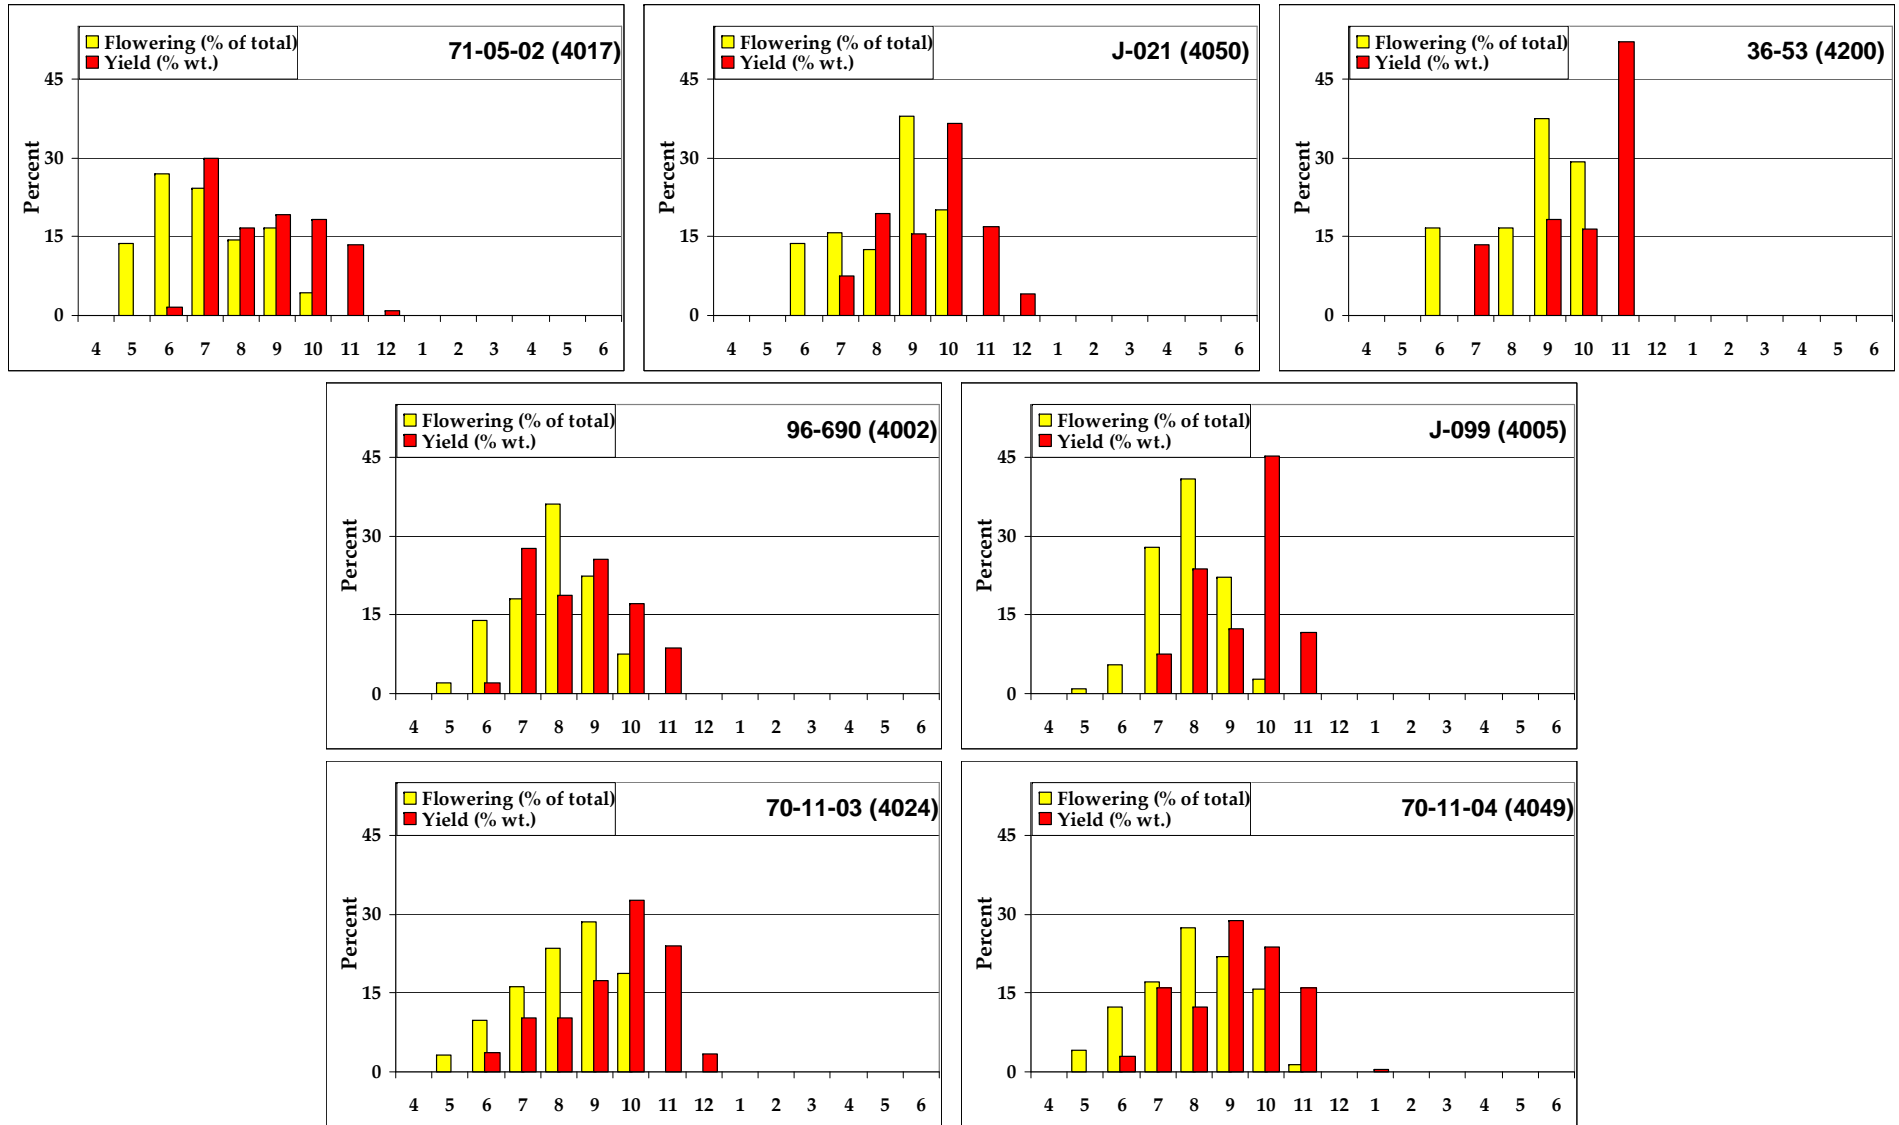 Flowering (% of total)
Yield (% wt.)
71-05-02 (4017)
45
30
15
0
Percent
4 5 6 7 8 9 10 11 12 1 2 3 4 5 6
Flowering (% of total)
Yield (% wt.)
J-021 (4050)
45
30
15
0
Percent
4 5 6 7 8 9 10 11 12 1 2 3 4 5 6
Flowering (% of total)
Yield (% wt.)
36-53 (4200)
45
30
15
0
Percent
4 5 6 7 8 9 10 11 12 1 2 3 4 5 6
Flowering (% of total)
Yield (% wt.)
96-690 (4002)
45
30
15
0
Percent
4 5 6 7 8 9 10 11 12 1 2 3 4 5 6
Flowering (% of total)
Yield (% wt.)
J-099 (4005)
45
30
15
0
Percent
4 5 6 7 8 9 10 11 12 1 2 3 4 5 6
Flowering (% of total)
Yield (% wt.)
70-11-03 (4024)
45
30
15
0
Percent
4 5 6 7 8 9 10 11 12 1 2 3 4 5 6
Flowering (% of total)
Yield (% wt.)
70-11-04 (4049)
45
30
15
0
Percent
4 5 6 7 8 9 10 11 12 1 2 3 4 5 6